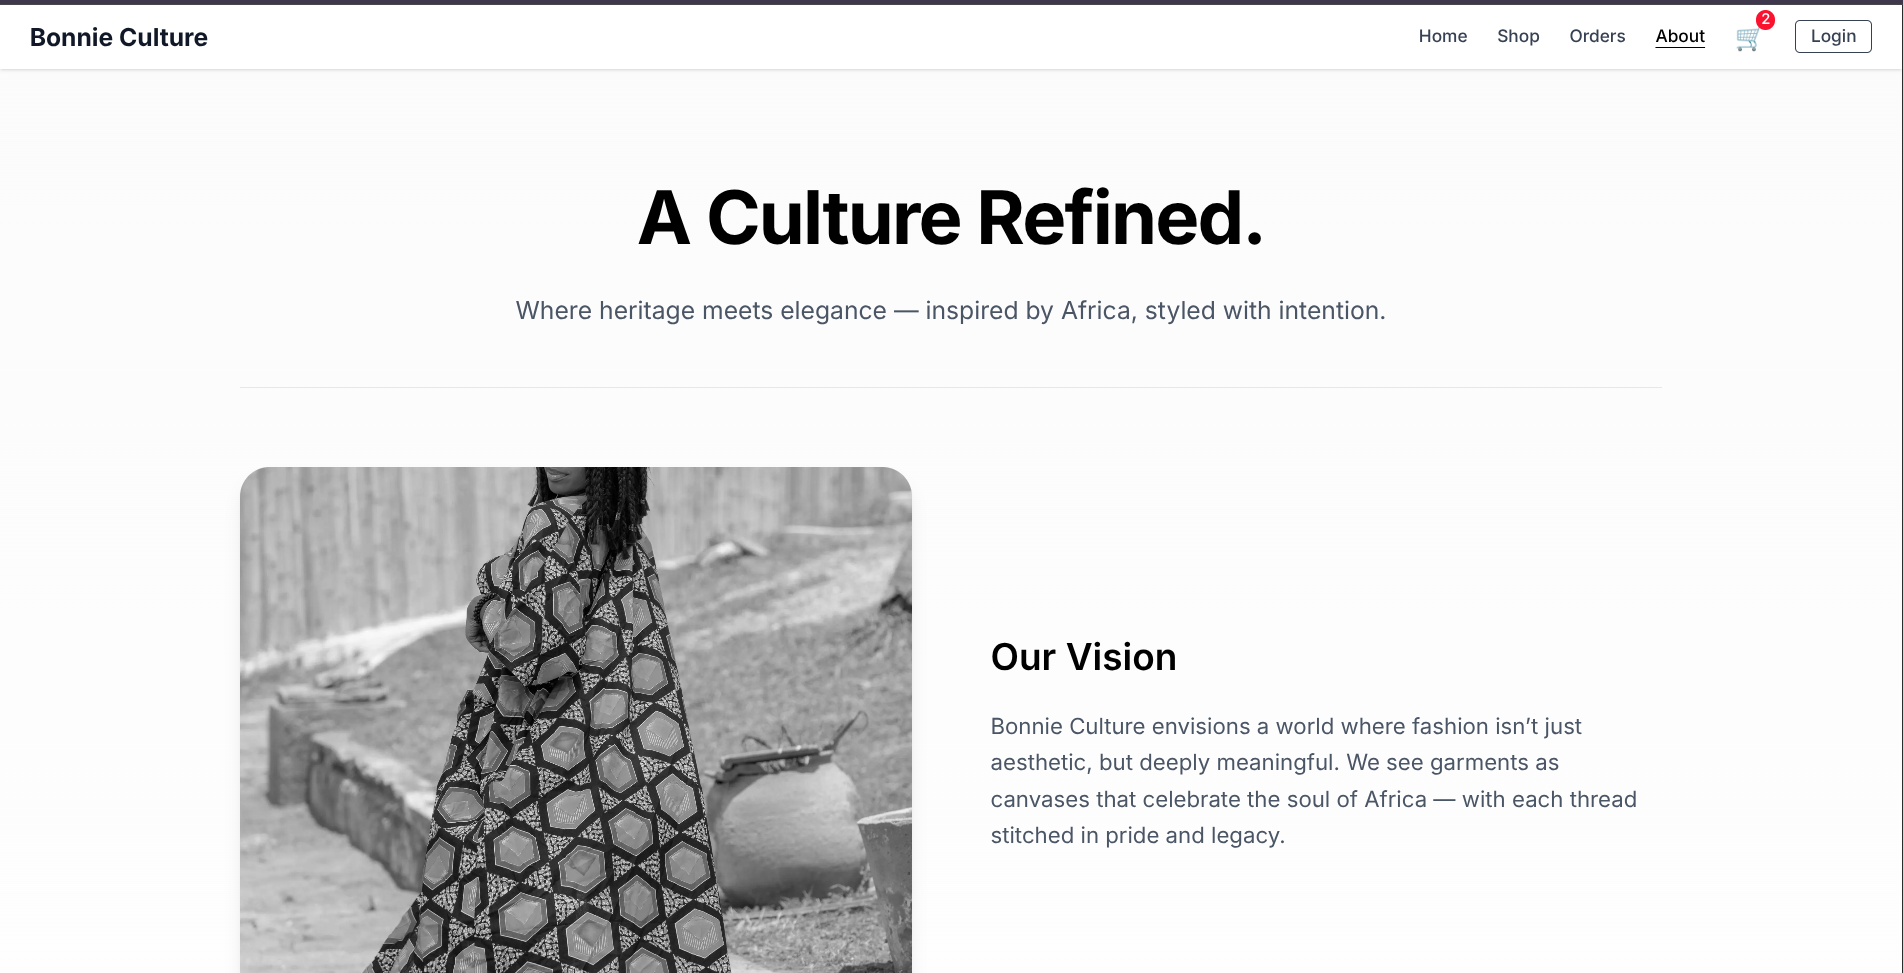 Bonnie Culture
Home
Shop
Orders
About
2
Login
A Culture Refined.
Where heritage meets elegance — inspired by Africa, styled with intention.
Our Vision
Bonnie Culture envisions a world where fashion isn’t just
aesthetic, but deeply meaningful. We see garments as
canvases that celebrate the soul of Africa — with each thread
stitched in pride and legacy.